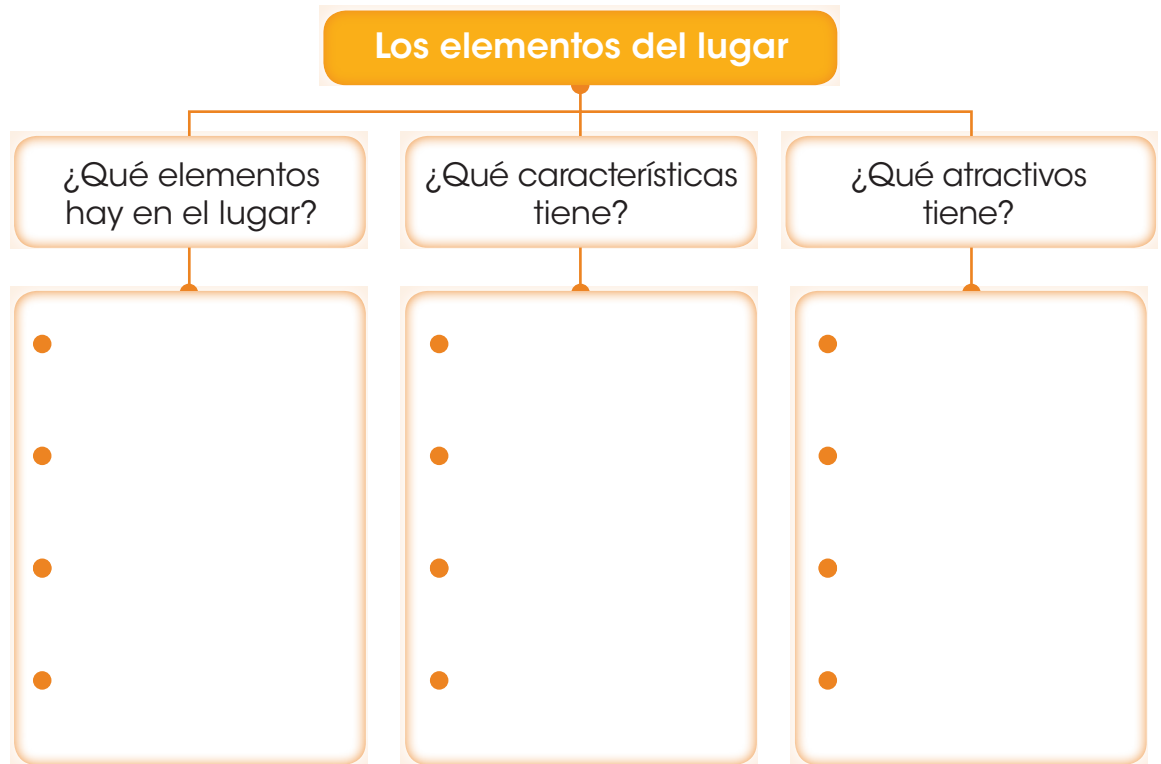 Los elementos del lugar
¿Qué elementos
hay en el lugar?
¿Qué características
tiene?
¿Qué atractivos
tiene?